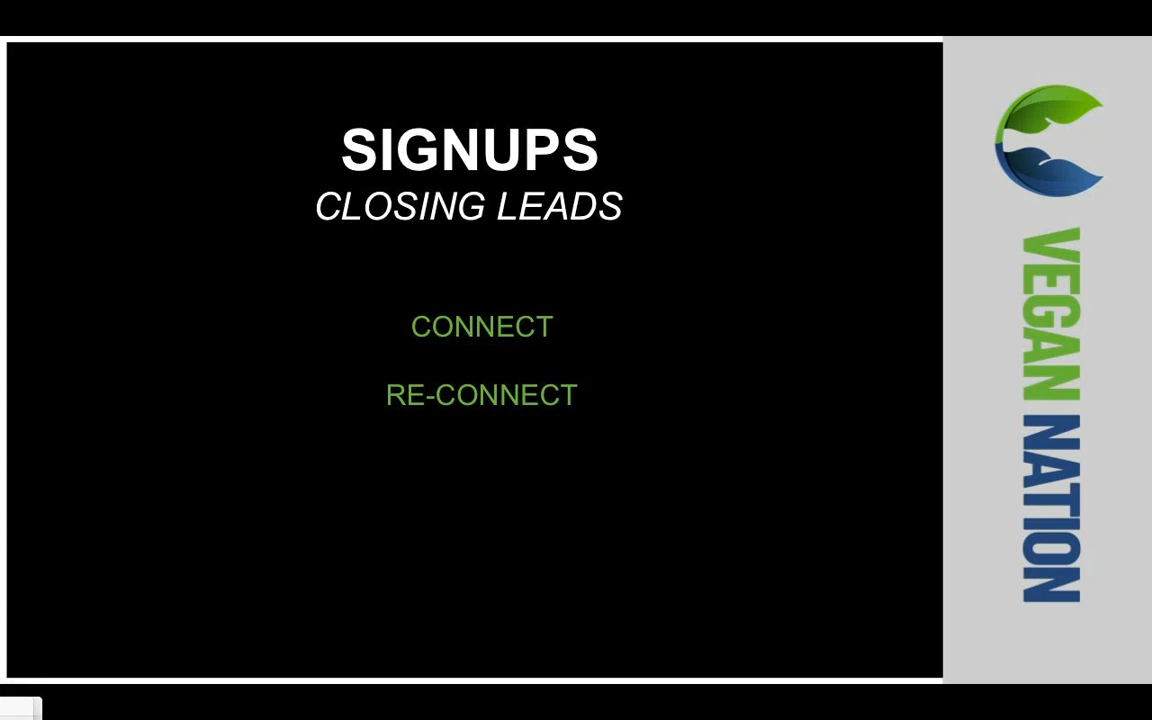 SIGNUPS
CLOSING LEADS
CONNECT
RE-CONNECT
VEGAN NATION